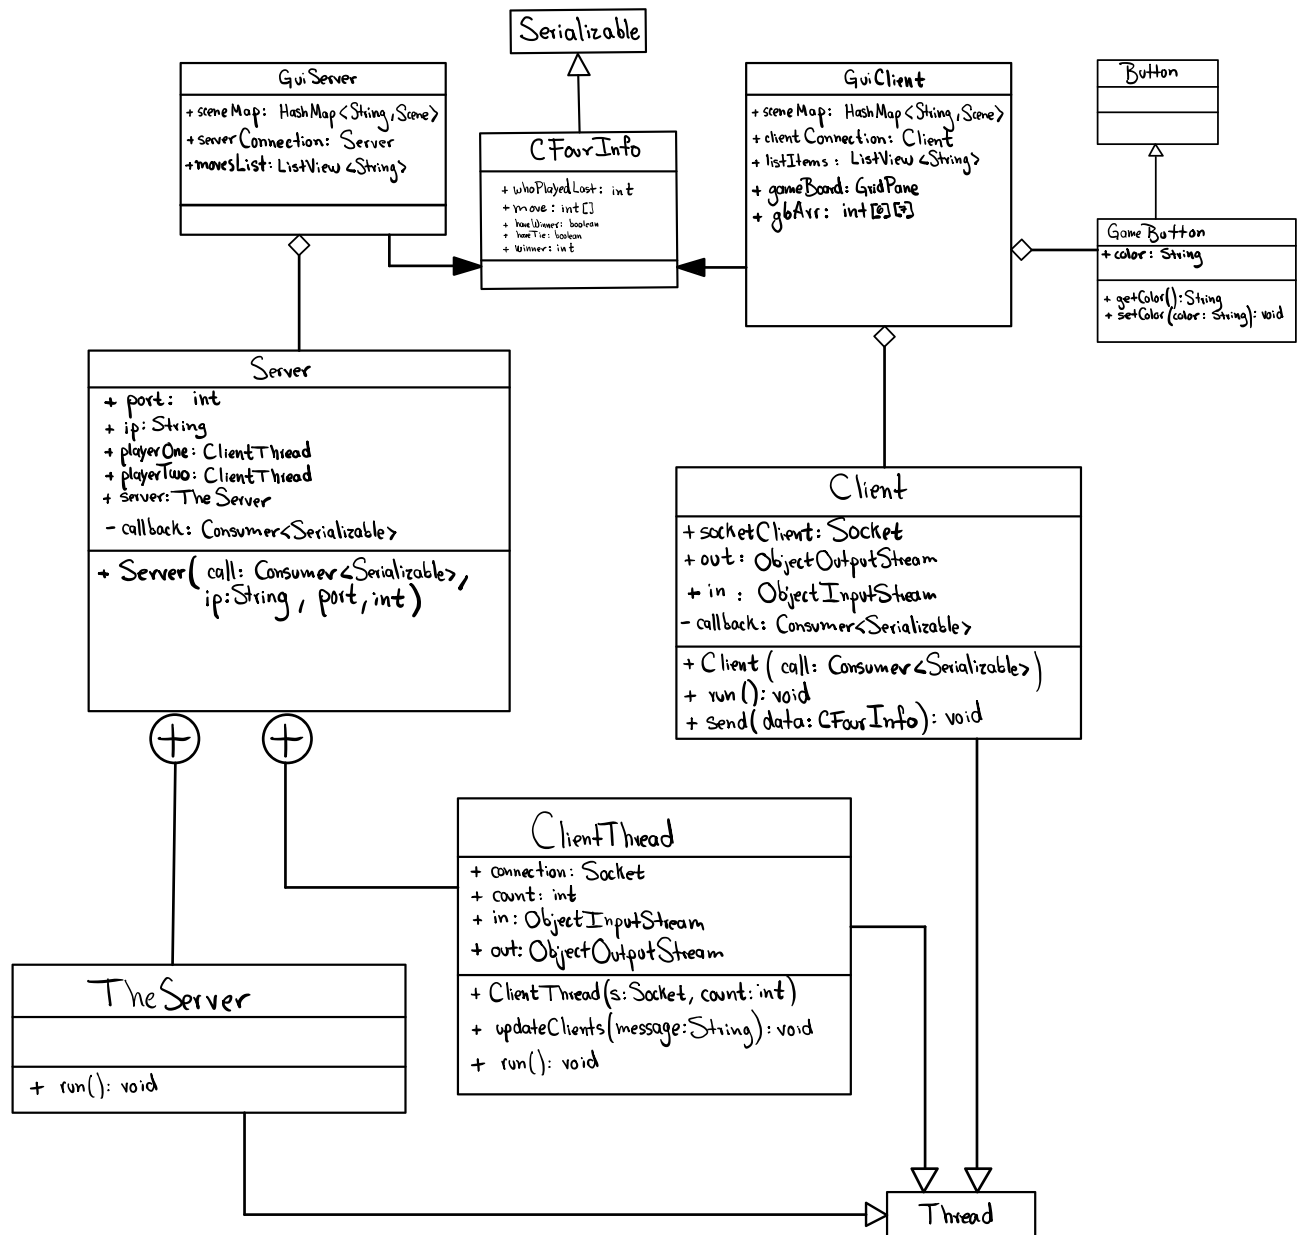 Serializable
GuiServer
+ sceneMap: HashMap<String, Scene>
+ serverConnection: Server
+ movesList: ListView <String>
CFourInfo
+ whoPlayedLast: int
+ move: int []
+ haveWinner: boolean
+ haveTie: boolean
+ winner: int
GuiClient
+ sceneMap: HashMap<String, Scene>
+ clientConnection: Client
+ listItems : ListView <String>
+ gameBoard: GridPane
+ gbArr: int [6][7]
Button
GameButton
+ color: String
+ getColor(): String
+ setColor(color: String): void
Server
+ port: int
+ ip: String
+ playerOne: ClientThread
+ playerTwo: ClientThread
+ server: The Server
- callback: Consumer<Serializable>
+ Server( call: Consumer<Serializable>,
ip:String , port, int )
Client
+ socketClient: Socket
+ out: ObjectOutputStream
+ in : ObjectInputStream
- callback: Consumer<Serializable>
+ Client ( call: Consumer<Serializable>)
+ run(): void
+ send( data: CFourInfo): void
ClientThread
+ connection: Socket
+ count: int
+ in: ObjectInputStream
+ out: ObjectOutputStream
+ ClientThread(s:Socket, count:int)
+ updateClients(message:String): void
+ run(): void
TheServer
+ run(): void
Thread